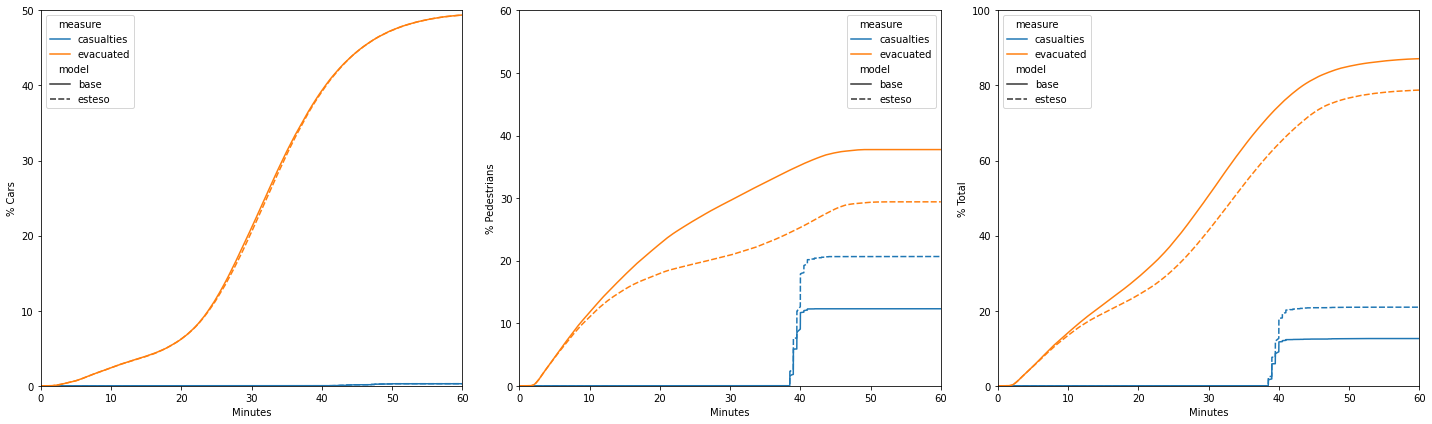 50
40
30
20
10
0
% Cars
measure
casualties
evacuated
model
base
esteso
0 10 20 30 40 50 60
Minutes
60
50
40
30
20
10
0
% Pedestrians
measure
casualties
evacuated
model
base
esteso
0 10 20 30 40 50 60
Minutes
100
80
60
40
20
0
% Total
measure
casualties
evacuated
model
base
esteso
0 10 20 30 40 50 60
Minutes